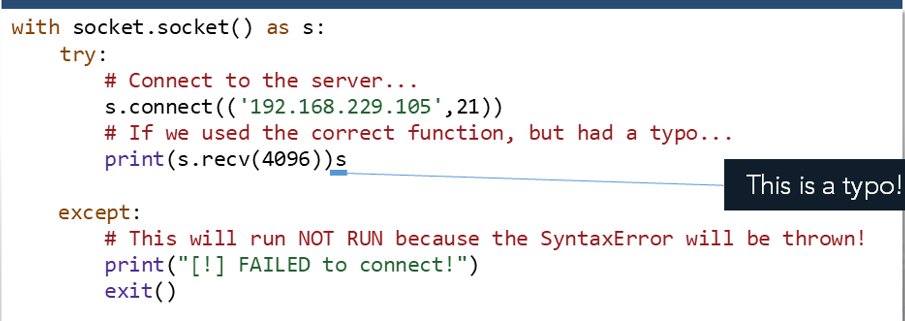 with socket.socket() as s:
try:
# Connect to the server...
s.connect(('192.168.229.105',21))
# If we used the correct function, but had a typo...
print(s.recv(4096))s
This is a typo!
except:
# This will run NOT RUN because the SyntaxError will be thrown!
print("[!] FAILED to connect!")
exit()